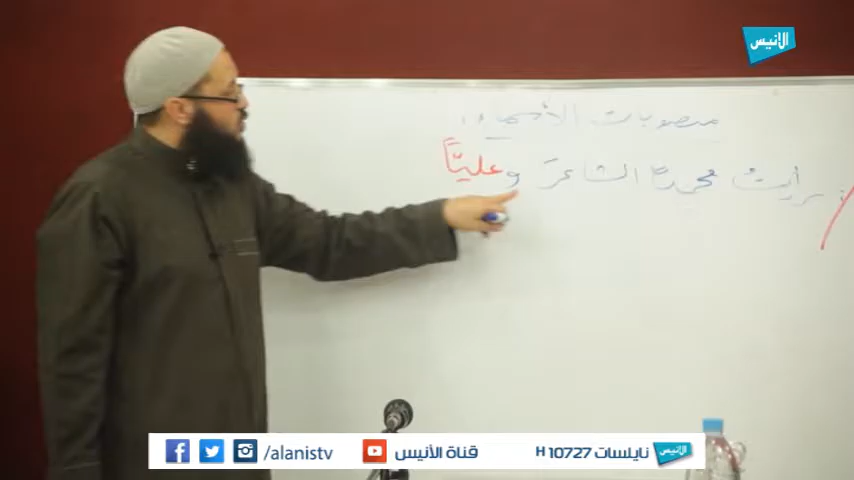 الأنيس
منصوبات الأسماء:
رأيتُ محمدًا الشاعرَ وعليًّا
/alanistv
قناة الأنيس
نايلسات 10727 H
الأنيس